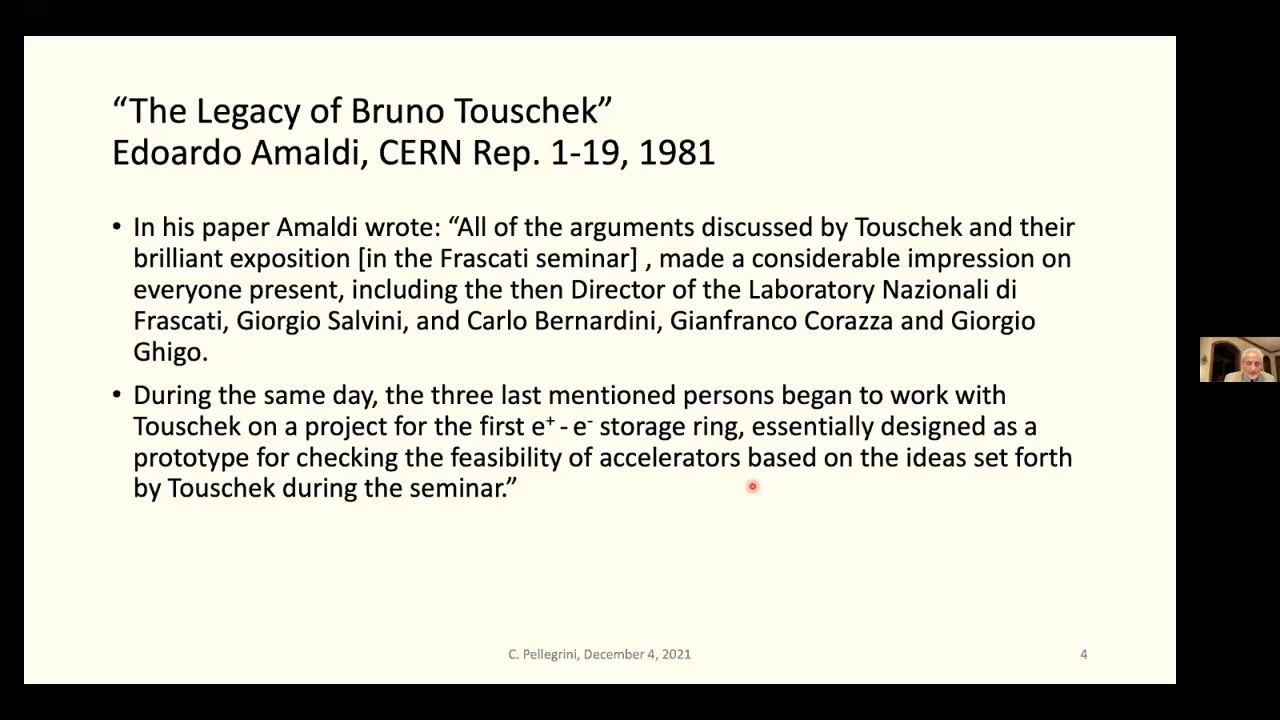 “The Legacy of Bruno Touschek”
Edoardo Amaldi, CERN Rep. 1-19, 1981
• In his paper Amaldi wrote: “All of the arguments discussed by Touschek and their
brilliant exposition [in the Frascati seminar] , made a considerable impression on
everyone present, including the then Director of the Laboratory Nazionali di
Frascati, Giorgio Salvini, and Carlo Bernardini, Gianfranco Corazza and Giorgio
Ghigo.
• During the same day, the three last mentioned persons began to work with
Touschek on a project for the first e⁺ - e⁻ storage ring, essentially designed as a
prototype for checking the feasibility of accelerators based on the ideas set forth
by Touschek during the seminar.”
C. Pellegrini, December 4, 2021
4